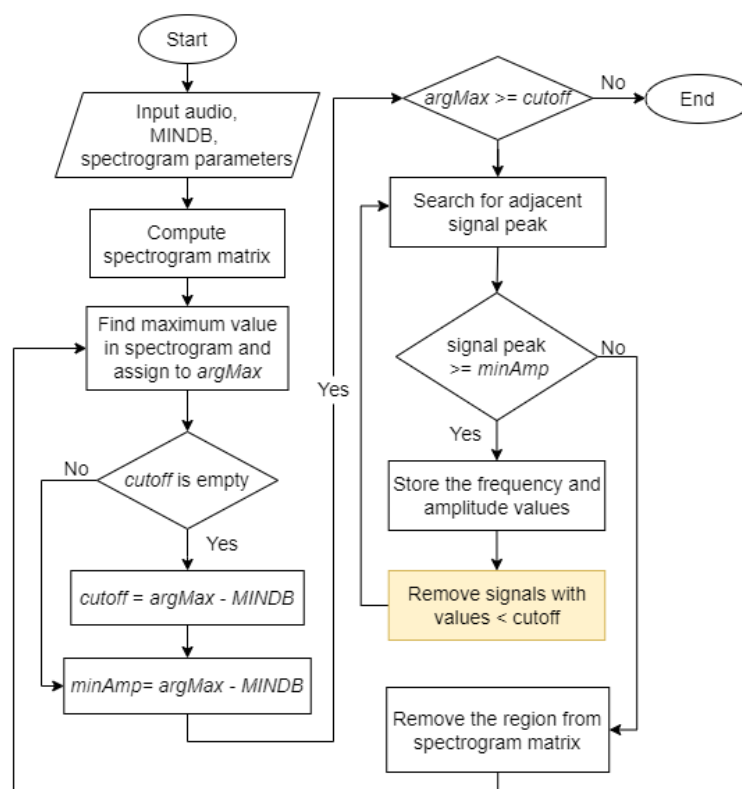 Start
Input audio,
MINDB,
spectrogram parameters
Compute
spectrogram matrix
Find maximum value
in spectrogram and
assign to argMax
cutoff is empty
No
Yes
cutoff = argMax - MINDB
minAmp= argMax - MINDB
Yes
argMax >= cutoff
No
End
Search for adjacent
signal peak
signal peak
>= minAmp
No
Yes
Store the frequency and
amplitude values
Remove signals with
values < cutoff
Remove the region from
spectrogram matrix